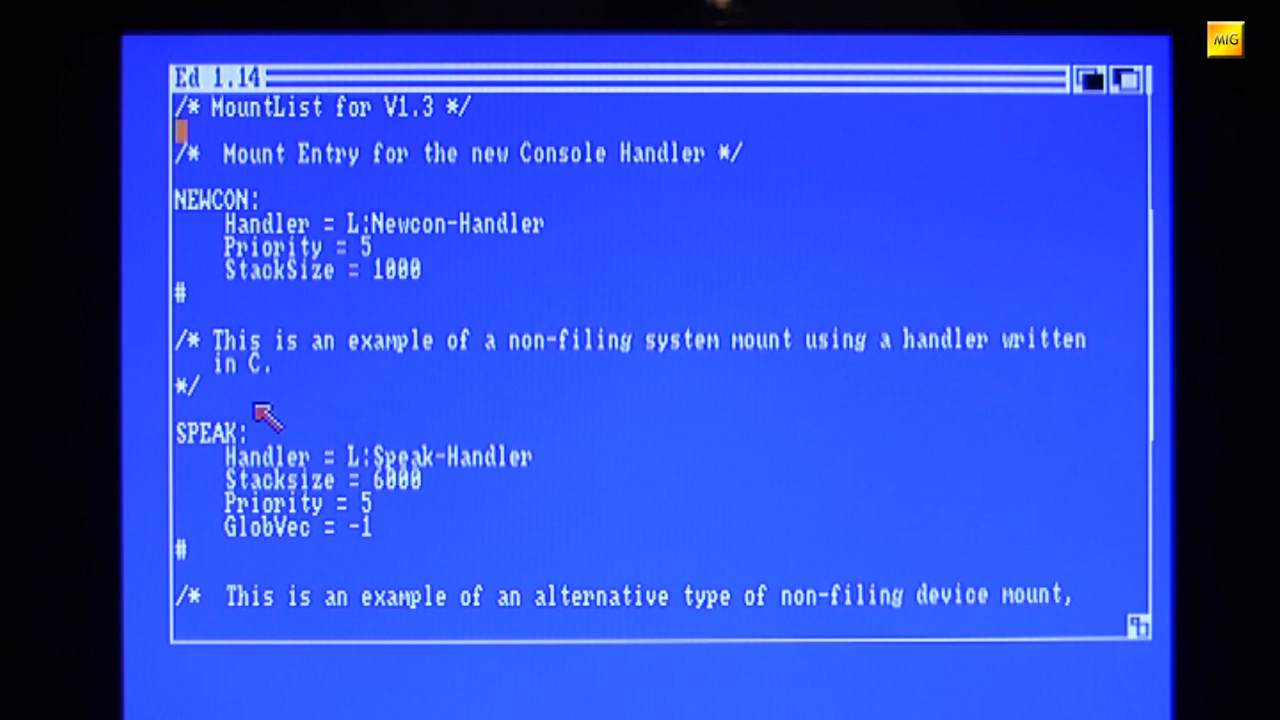 MIG
Ed 1.14
/* MountList for V1.3 */
/*  Mount Entry for the new Console Handler */
NEWCON:
    Handler = L:Newcon-Handler
    Priority = 5
    StackSize = 1000
#
/* This is an example of a non-filing system mount using a handler written
   in C.
*/
SPEAK:
    Handler = L:Speak-Handler
    Stacksize = 6000
    Priority = 5
    GlobVec = -1
#
/*  This is an example of an alternative type of non-filing device mount,